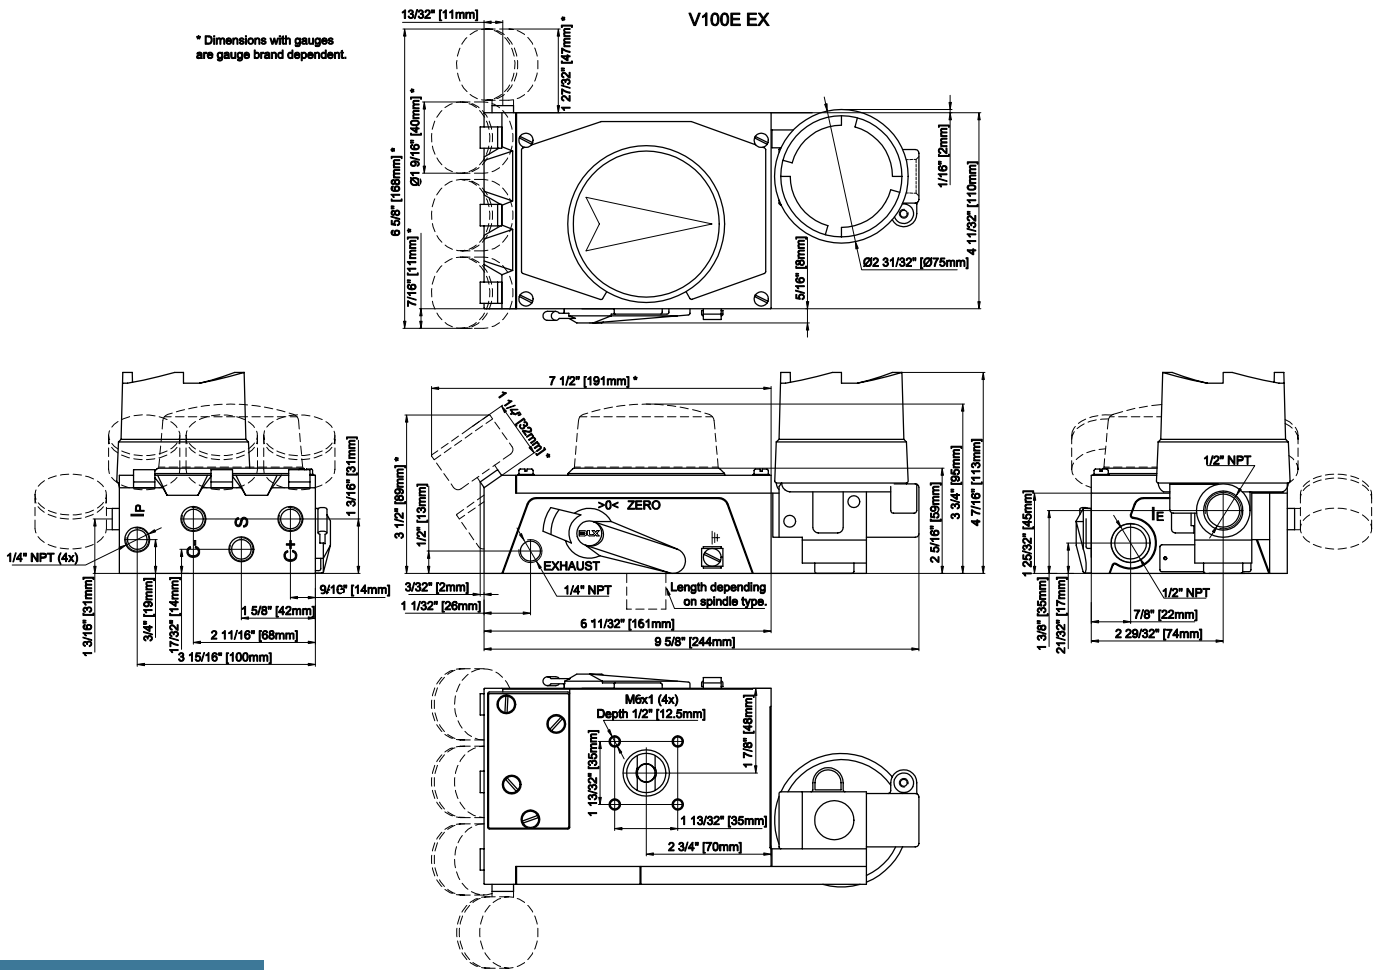 V100E EX
* Dimensions with gauges
are gauge brand dependent.
13/32" [11mm]
1 27/32" [47mm] *
6 5/8" [168mm] *
Ø1 9/16" [40mm] *
7/16" [11mm] *
1/16" [2mm]
4 11/32" [110mm]
Ø2 31/32" [Ø75mm]
5/16" [8mm]
IP
S
C-
C+
1/4" NPT (4x)
1 3/16" [31mm]
1 3/16" [31mm]
3/4" [19mm]
17/32" [14mm]
9/16" [14mm]
1 5/8" [42mm]
2 11/16" [68mm]
3 15/16" [100mm]
7 1/2" [191mm] *
1 1/4" [32mm] *
3 1/2" [89mm] *
1/2" [13mm]
>0< ZERO
BLX
EXHAUST
1/4" NPT
Length depending
on spindle type.
3/32" [2mm]
1 1/32" [26mm]
6 11/32" [161mm]
9 5/8" [244mm]
2 5/16" [59mm]
3 3/4" [95mm]
4 7/16" [113mm]
1/2" NPT
IE
1/2" NPT
1 25/32" [45mm]
1 3/8" [35mm]
21/32" [17mm]
7/8" [22mm]
2 29/32" [74mm]
M6x1 (4x)
Depth 1/2" [12.5mm]
1 7/8" [48mm]
1 13/32" [35mm]
1 13/32" [35mm]
2 3/4" [70mm]